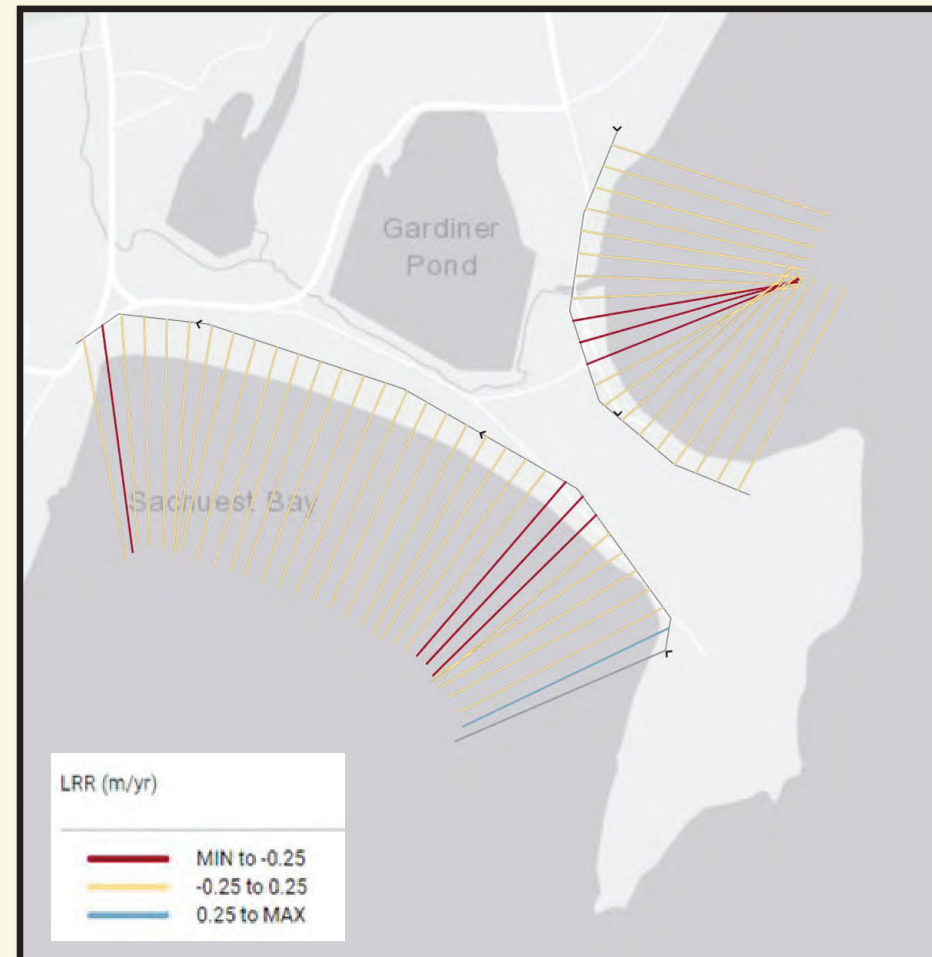 Gardiner
Pond
Sachuest Bay
LRR (m/yr)
MIN to -0.25
-0.25 to 0.25
0.25 to MAX